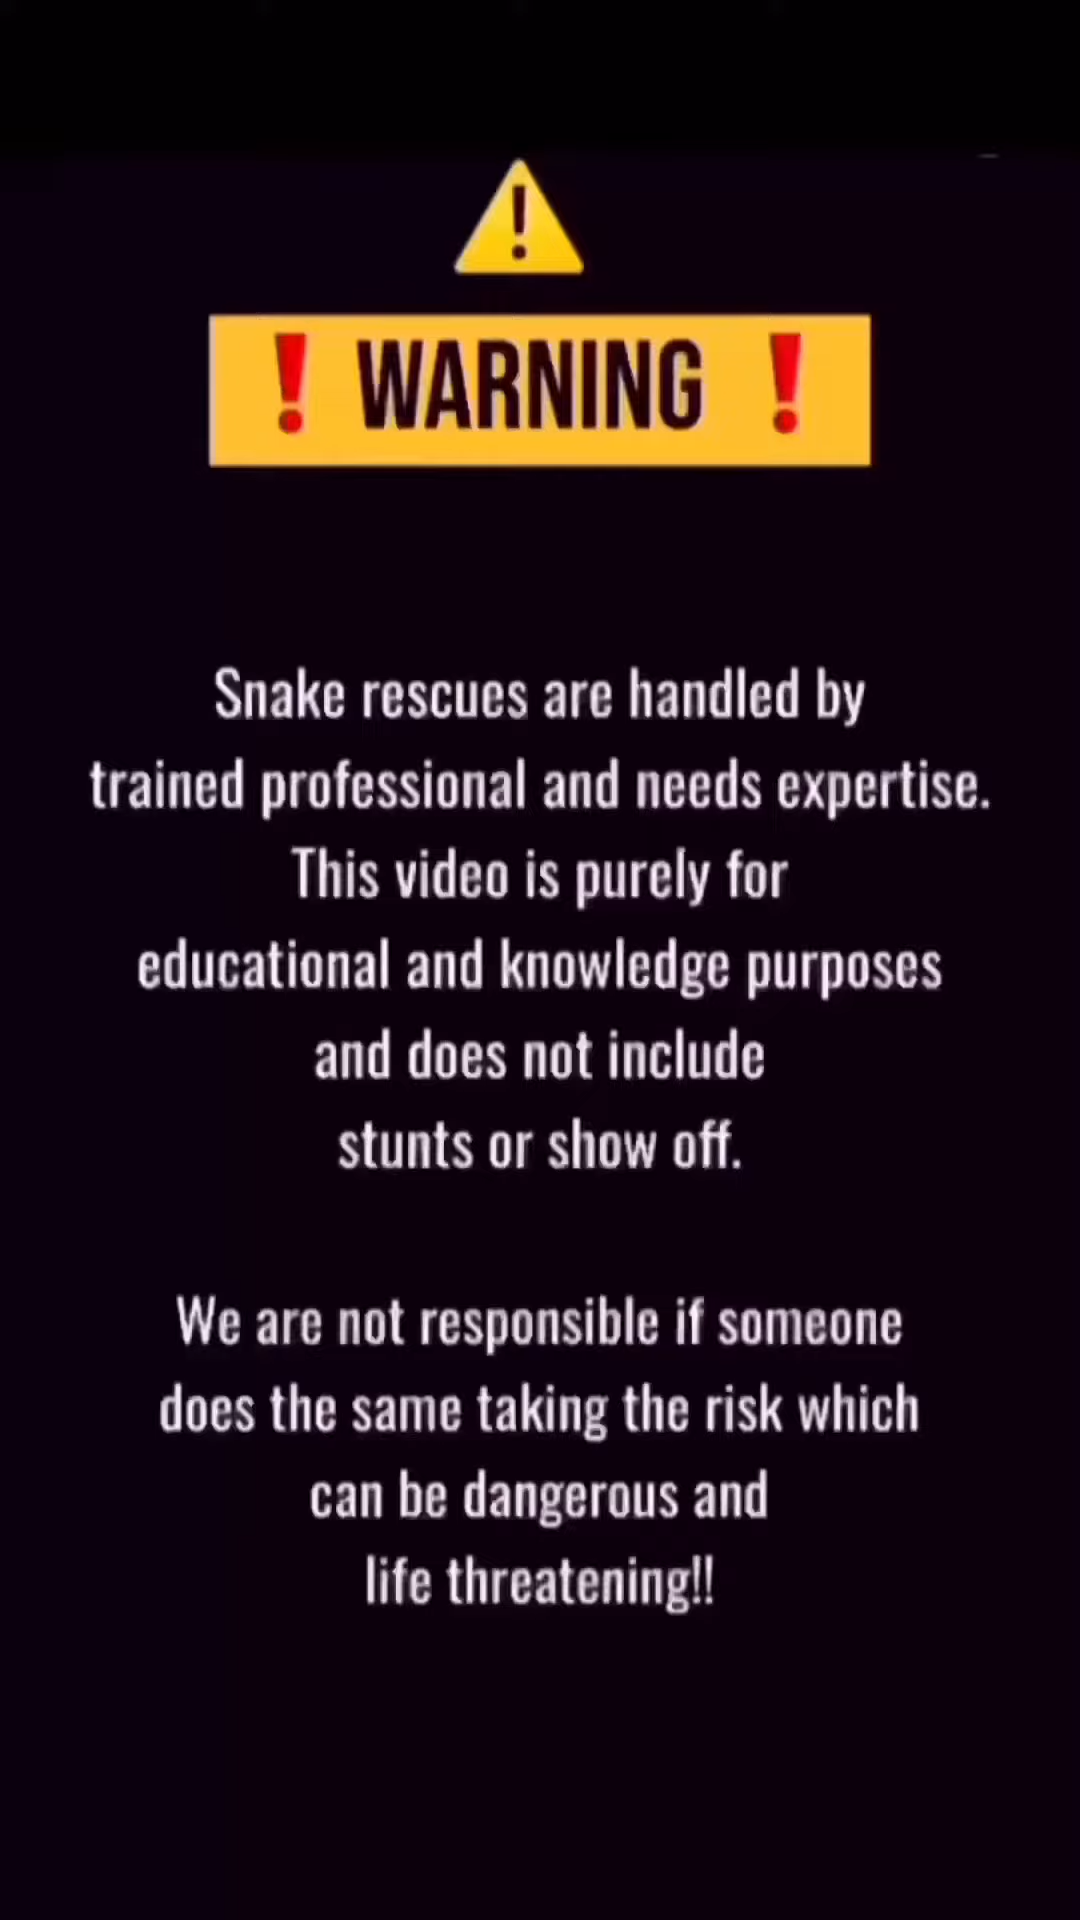 ⚠️
❗ WARNING ❗
Snake rescues are handled by
trained professional and needs expertise.
This video is purely for
educational and knowledge purposes
and does not include
stunts or show off.
We are not responsible if someone
does the same taking the risk which
can be dangerous and
life threatening!!